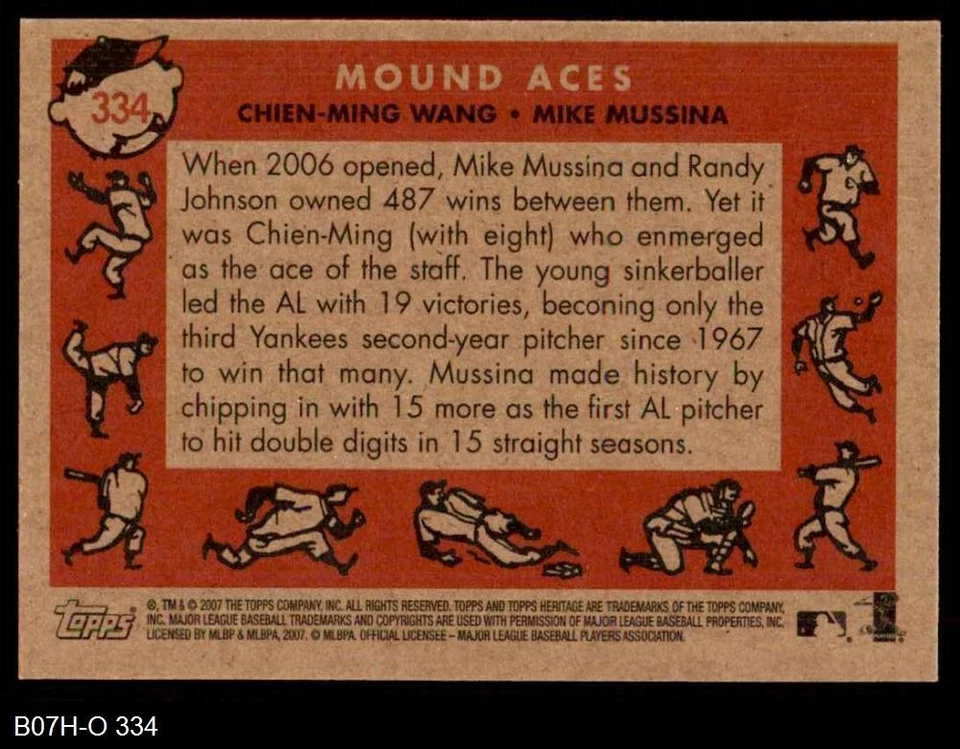 334
MOUND ACES
CHIEN-MING WANG • MIKE MUSSINA
When 2006 opened, Mike Mussina and Randy
Johnson owned 487 wins between them. Yet it
was Chien-Ming (with eight) who enmerged
as the ace of the staff. The young sinkerballer
led the AL with 19 victories, beconing only the
third Yankees second-year pitcher since 1967
to win that many. Mussina made history by
chipping in with 15 more as the first AL pitcher
to hit double digits in 15 straight seasons.
Topps®
®, TM & © 2007 THE TOPPS COMPANY, INC. ALL RIGHTS RESERVED. TOPPS AND TOPPS HERITAGE ARE TRADEMARKS OF THE TOPPS COMPANY,
INC. MAJOR LEAGUE BASEBALL TRADEMARKS AND COPYRIGHTS ARE USED WITH PERMISSION OF MAJOR LEAGUE BASEBALL PROPERTIES, INC.
LICENSED BY MLBP & MLBPA, 2007. © MLBPA. OFFICIAL LICENSEE – MAJOR LEAGUE BASEBALL PLAYERS ASSOCIATION.
B07H-O 334